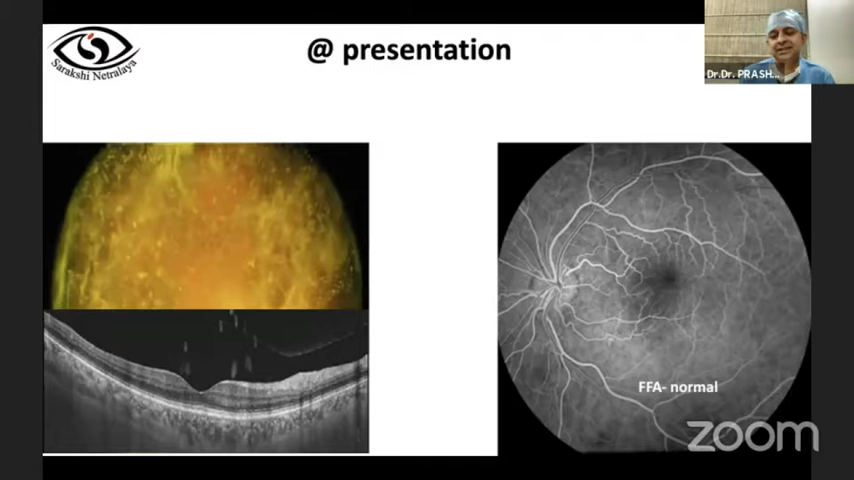 @ presentation
Sarakshi Netralaya
Dr.Dr. PRASH...
FFA- normal
zoom